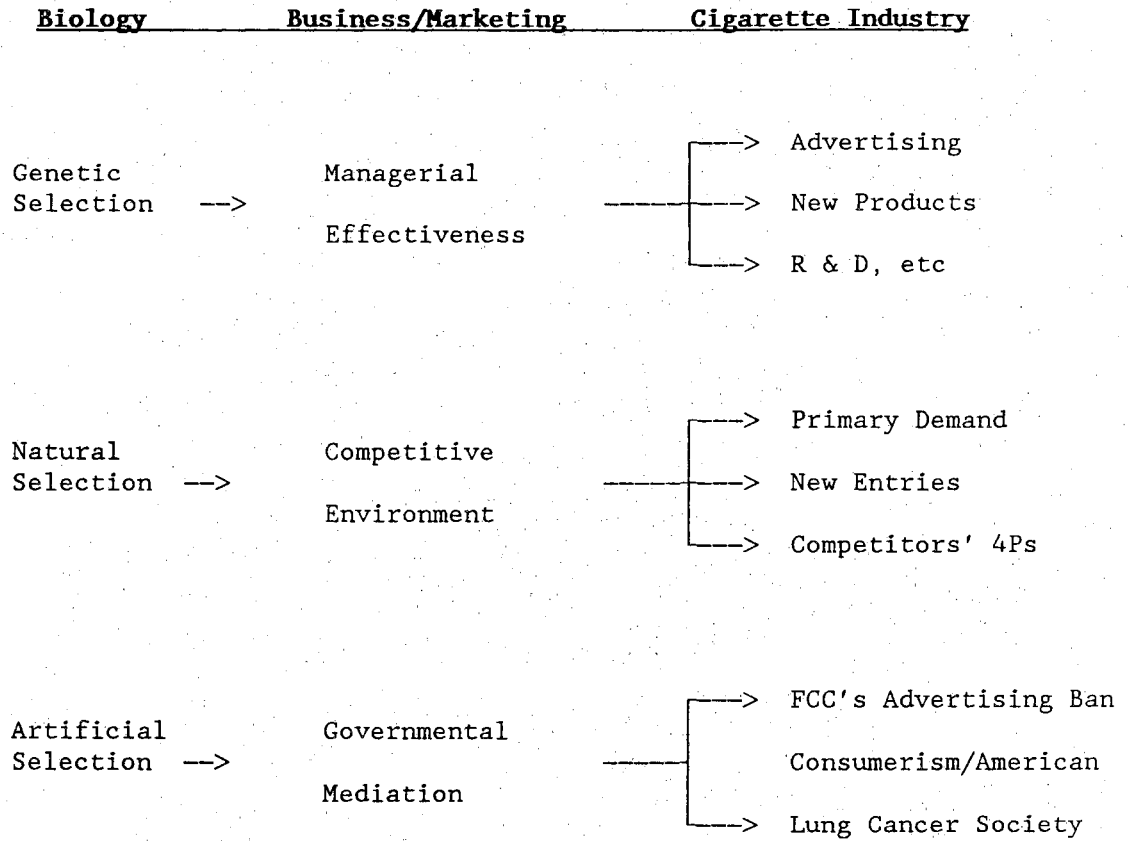 Biology Business/Marketing Cigarette Industry
Advertising
Genetic Managerial
Selection --> ---> New Products
Effectiveness
---> R & D, etc
---> Primary Demand
Natural Competitive
Selection --> ---> New Entries
Environment
---> Competitors' 4Ps
---> FCC's Advertising Ban
Artificial Governmental
Selection --> Consumerism/American
Mediation
---> Lung Cancer Society